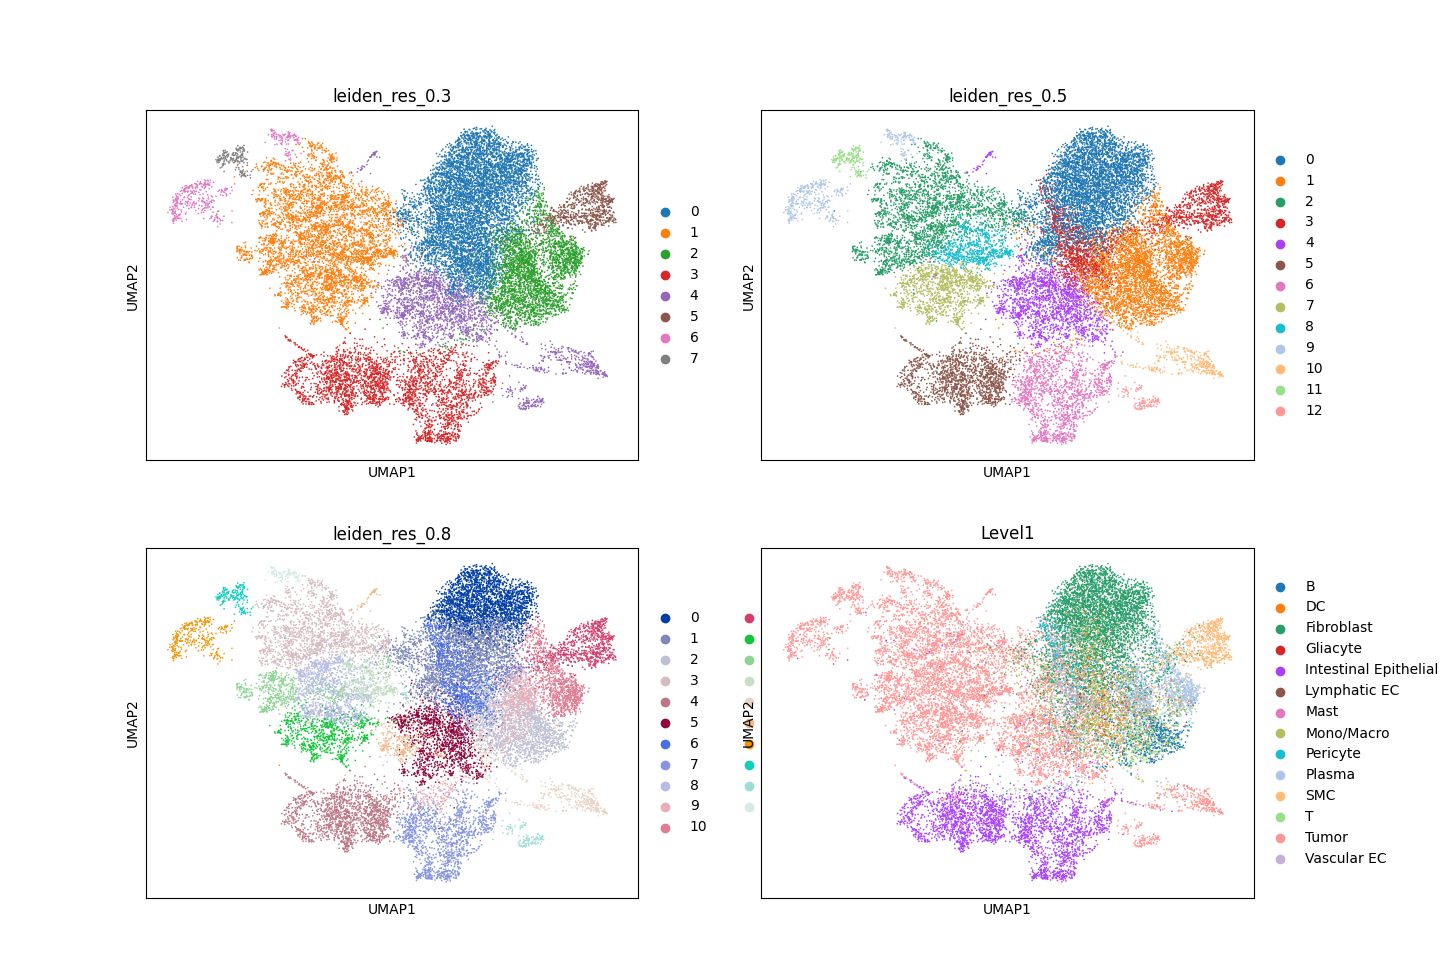 leiden_res_0.3
UMAP2
UMAP1
0
1
2
3
4
5
6
7
leiden_res_0.5
UMAP2
UMAP1
0
1
2
3
4
5
6
7
8
9
10
11
12
leiden_res_0.8
UMAP2
UMAP1
0
1
2
3
4
5
6
7
8
9
10
Level1
UMAP2
UMAP1
B
DC
Fibroblast
Gliacyte
Intestinal Epithelial
Lymphatic EC
Mast
Mono/Macro
Pericyte
Plasma
SMC
T
Tumor
Vascular EC